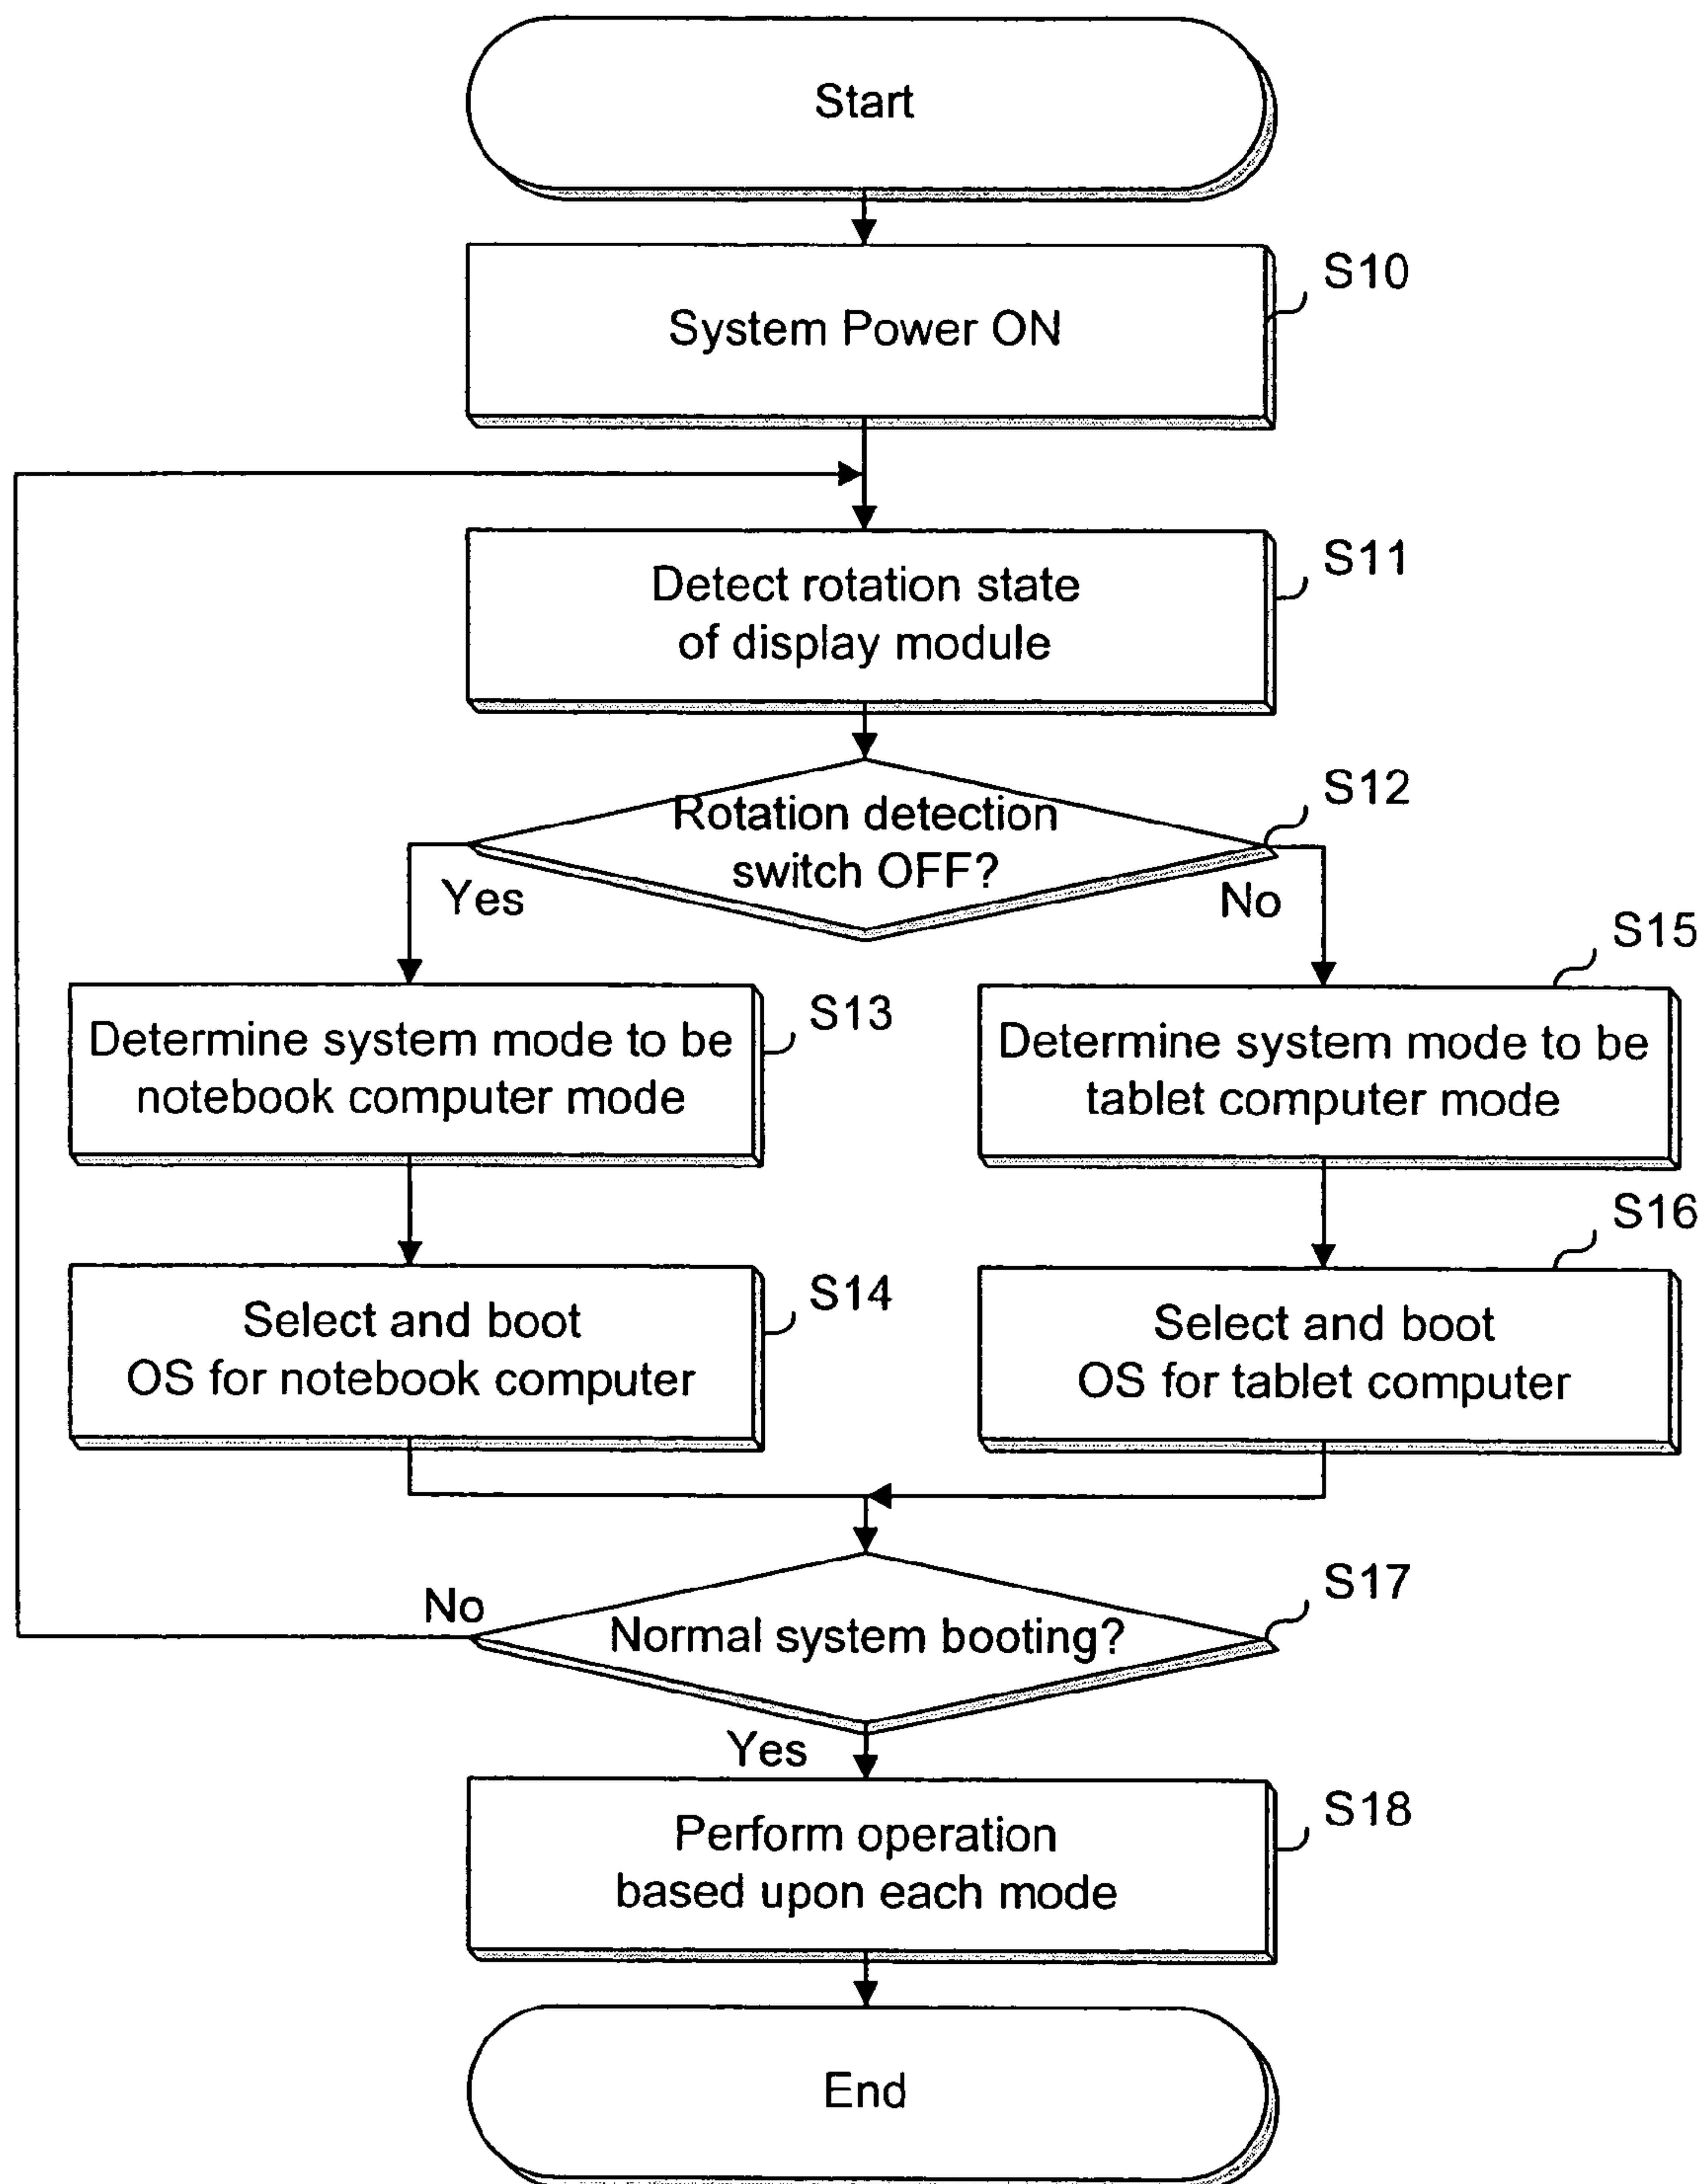 Start
S10
System Power ON
S11
Detect rotation state
of display module
S12
Rotation detection
switch OFF?
Yes
No
S13
Determine system mode to be
notebook computer mode
S15
Determine system mode to be
tablet computer mode
S14
Select and boot
OS for notebook computer
S16
Select and boot
OS for tablet computer
S17
No
Normal system booting?
Yes
S18
Perform operation
based upon each mode
End